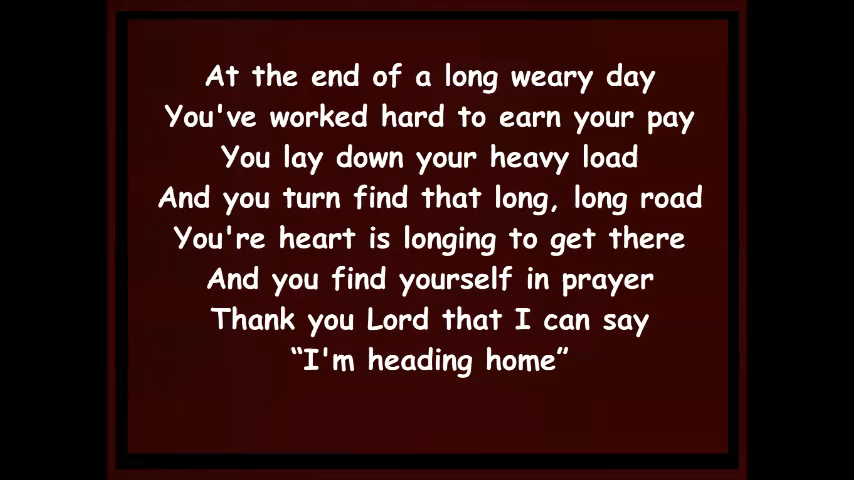 At the end of a long weary day
You've worked hard to earn your pay
You lay down your heavy load
And you turn find that long, long road
You're heart is longing to get there
And you find yourself in prayer
Thank you Lord that I can say
“I'm heading home”